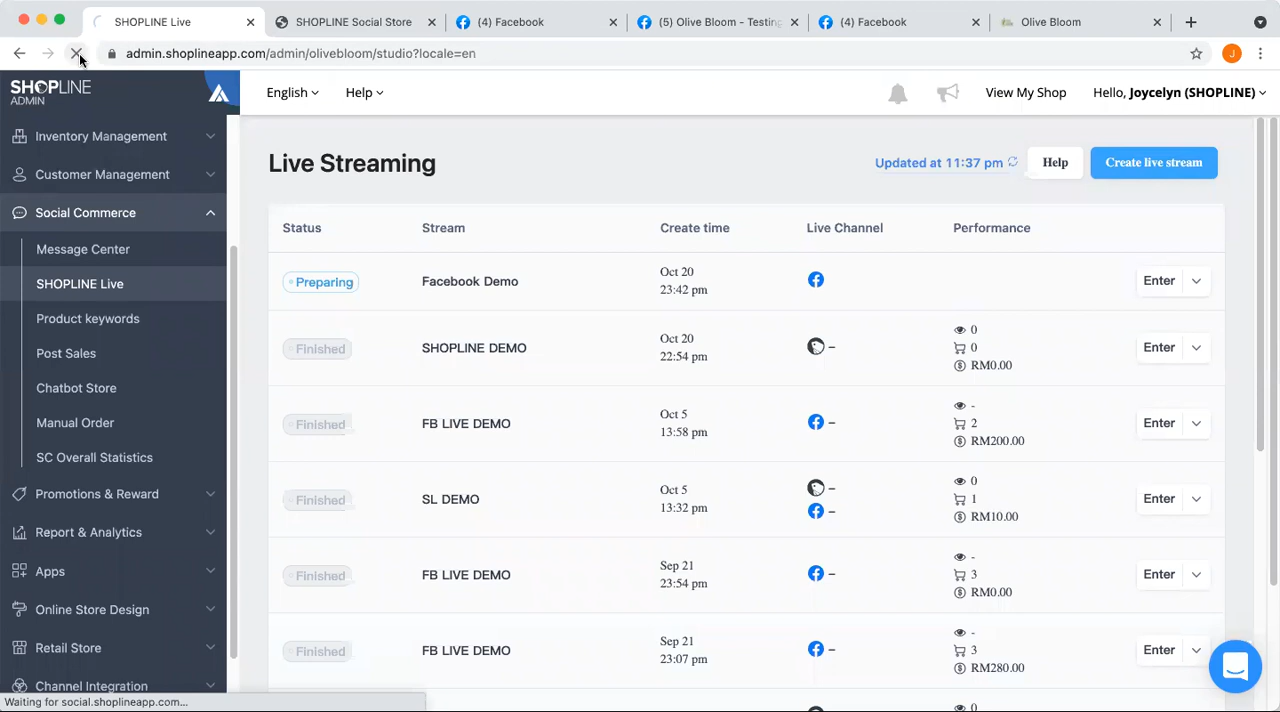 SHOPLINE Live
SHOPLINE Social Store
(4) Facebook
(5) Olive Bloom - Testing
(4) Facebook
Olive Bloom
admin.shoplineapp.com/admin/olivebloom/studio?locale=en
J
SHOPLINE
ADMIN
English
Help
View My Shop
Hello, Joycelyn (SHOPLINE)
Inventory Management
Customer Management
Social Commerce
Message Center
SHOPLINE Live
Product keywords
Post Sales
Chatbot Store
Manual Order
SC Overall Statistics
Promotions & Reward
Report & Analytics
Apps
Online Store Design
Retail Store
Channel Integration
Waiting for social.shoplineapp.com...
Live Streaming
Updated at 11:37 pm
Help
Create live stream
Status Stream Create time Live Channel Performance
Preparing Facebook Demo Oct 20 Enter
23:42 pm
0
Finished SHOPLINE DEMO Oct 20 – 0 Enter
22:54 pm
RM0.00
-
Finished FB LIVE DEMO Oct 5 – 2 Enter
13:58 pm
RM200.00
0
Finished SL DEMO Oct 5 – 1 Enter
13:32 pm –
RM10.00
-
Finished FB LIVE DEMO Sep 21 – 3 Enter
23:54 pm
RM0.00
-
Finished FB LIVE DEMO Sep 21 – 3 Enter
23:07 pm
RM280.00
0